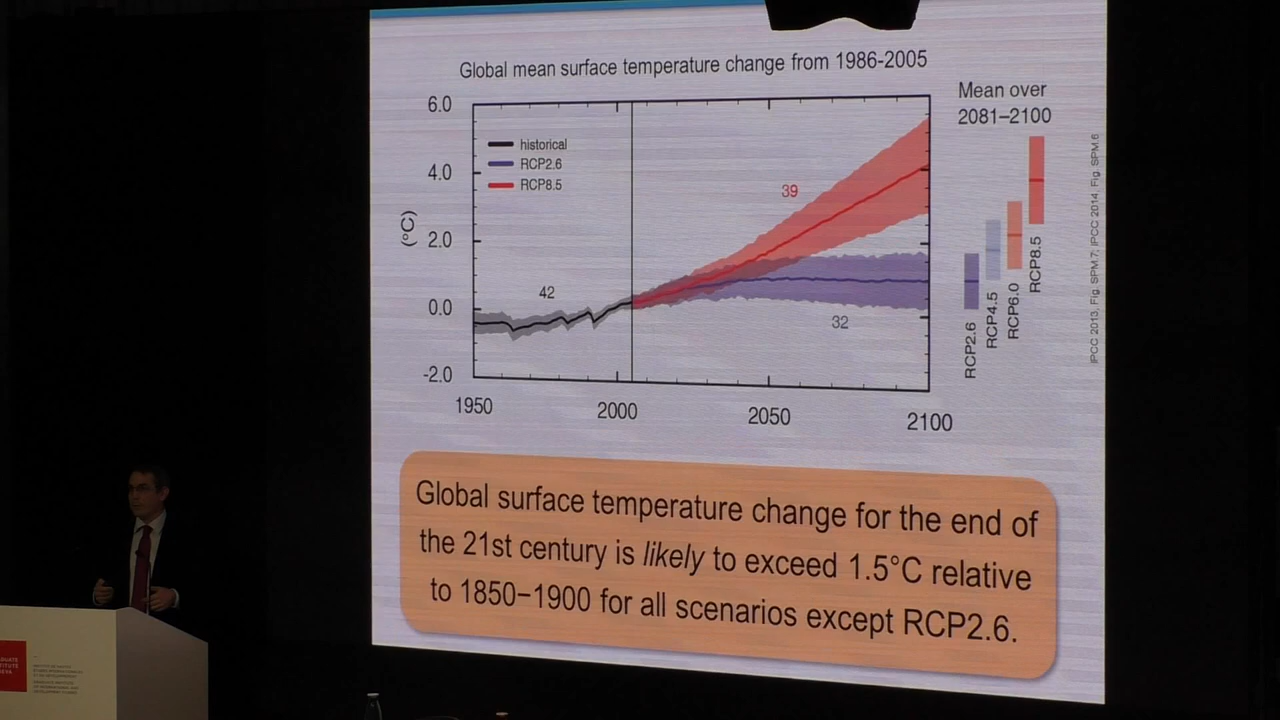 Global mean surface temperature change from 1986-2005
Mean over
2081–2100
6.0
4.0
2.0
0.0
-2.0
(°C)
historical
RCP2.6
RCP8.5
42
39
32
1950
2000
2050
2100
RCP2.6
RCP4.5
RCP6.0
RCP8.5
IPCC 2013, Fig. SPM.7; IPCC 2014, Fig. SPM.6
Global surface temperature change for the end of
the 21st century is likely to exceed 1.5°C relative
to 1850–1900 for all scenarios except RCP2.6.